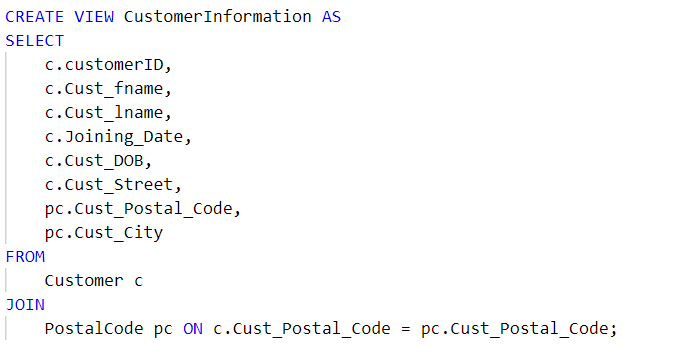 CREATE VIEW CustomerInformation AS
SELECT
    c.customerID,
    c.Cust_fname,
    c.Cust_lname,
    c.Joining_Date,
    c.Cust_DOB,
    c.Cust_Street,
    pc.Cust_Postal_Code,
    pc.Cust_City
FROM
    Customer c
JOIN
    PostalCode pc ON c.Cust_Postal_Code = pc.Cust_Postal_Code;